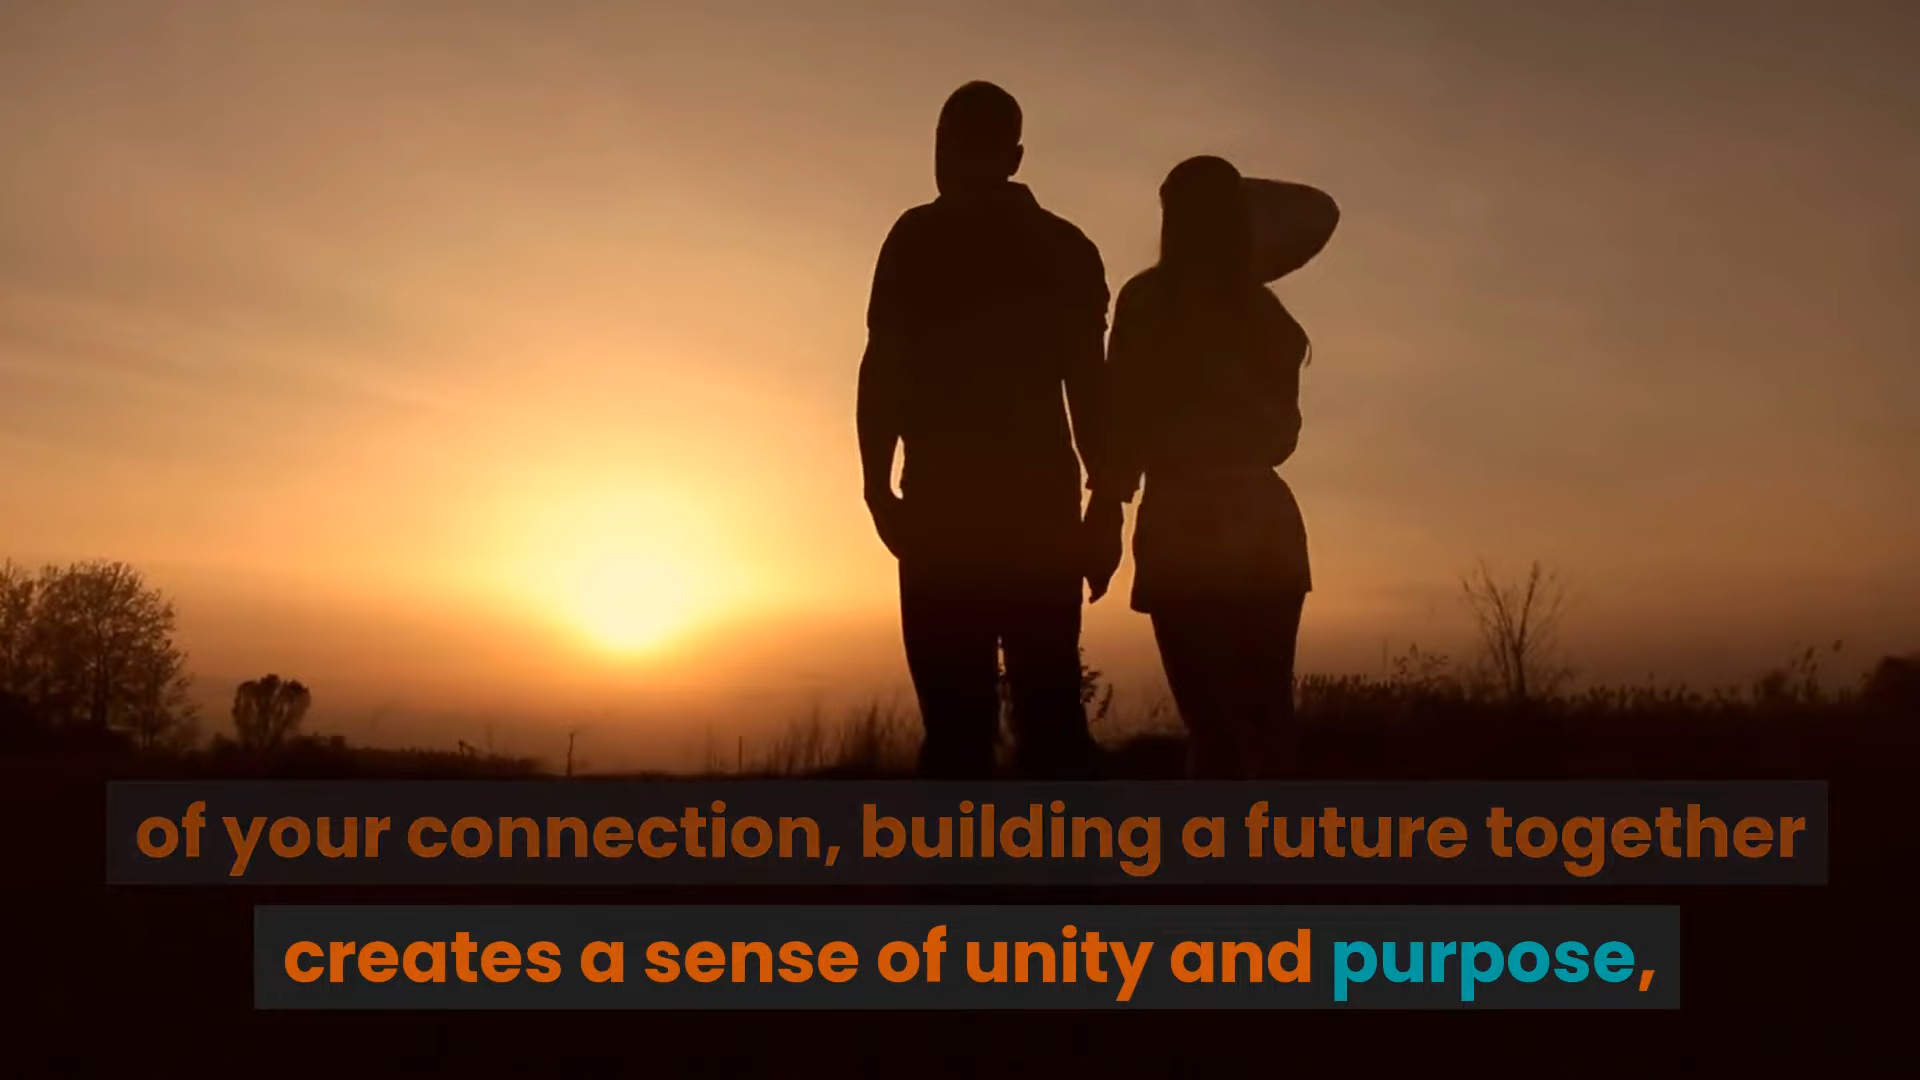 of your connection, building a future together
creates a sense of unity and purpose,